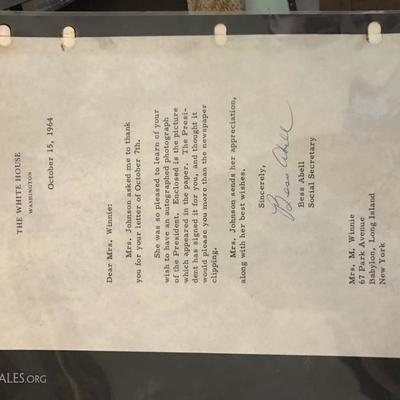 THE WHITE HOUSE
WASHINGTON
October 15, 1964
Dear Mrs. Winnie:
Mrs. Johnson asked me to thank
you for your letter of October 7th.
She was so pleased to learn of your
wish to have an autographed photograph
of the President. Enclosed is the picture
which appeared in the paper. The Presi-
dent has signed it for you, and thought it
would please you more than the newspaper
clipping.
Mrs. Johnson sends her appreciation,
along with her best wishes.
Sincerely,
Bess Abell
Bess Abell
Social Secretary
Mrs. M. Winnie
67 Park Avenue
Babylon, Long Island
New York
ALES.ORG